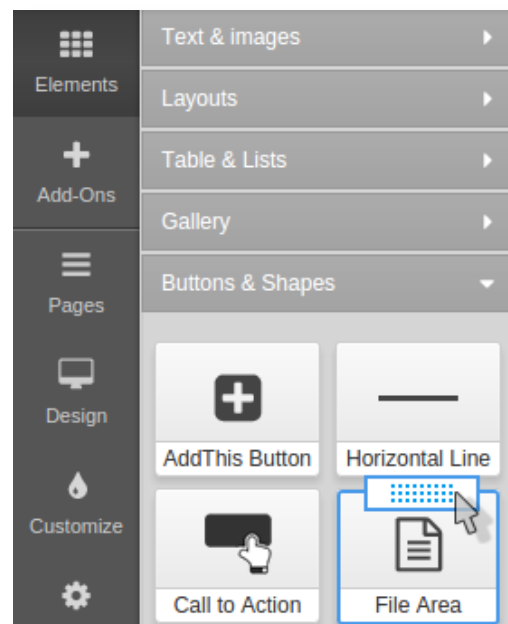 Elements
Add-Ons
Pages
Design
Customize
Text & images
Layouts
Table & Lists
Gallery
Buttons & Shapes
AddThis Button
Horizontal Line
Call to Action
File Area